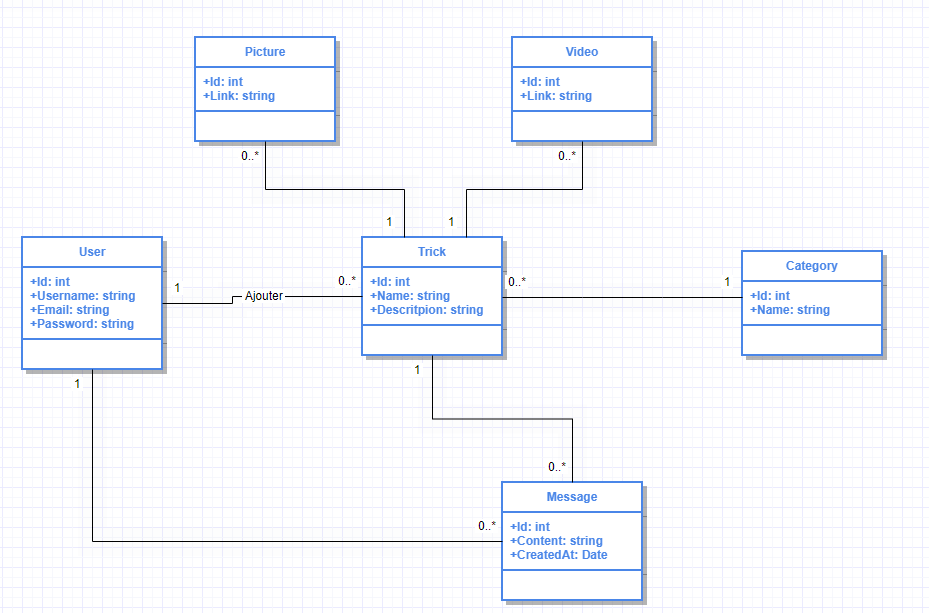 Picture
+Id: int
+Link: string
0..*
Video
+Id: int
+Link: string
0..*
1
1
User
+Id: int
+Username: string
+Email: string
+Password: string
1
Ajouter
0..*
Trick
+Id: int
+Name: string
+Descritpion: string
0..*
1
Category
+Id: int
+Name: string
1
1
0..*
0..*
Message
+Id: int
+Content: string
+CreatedAt: Date